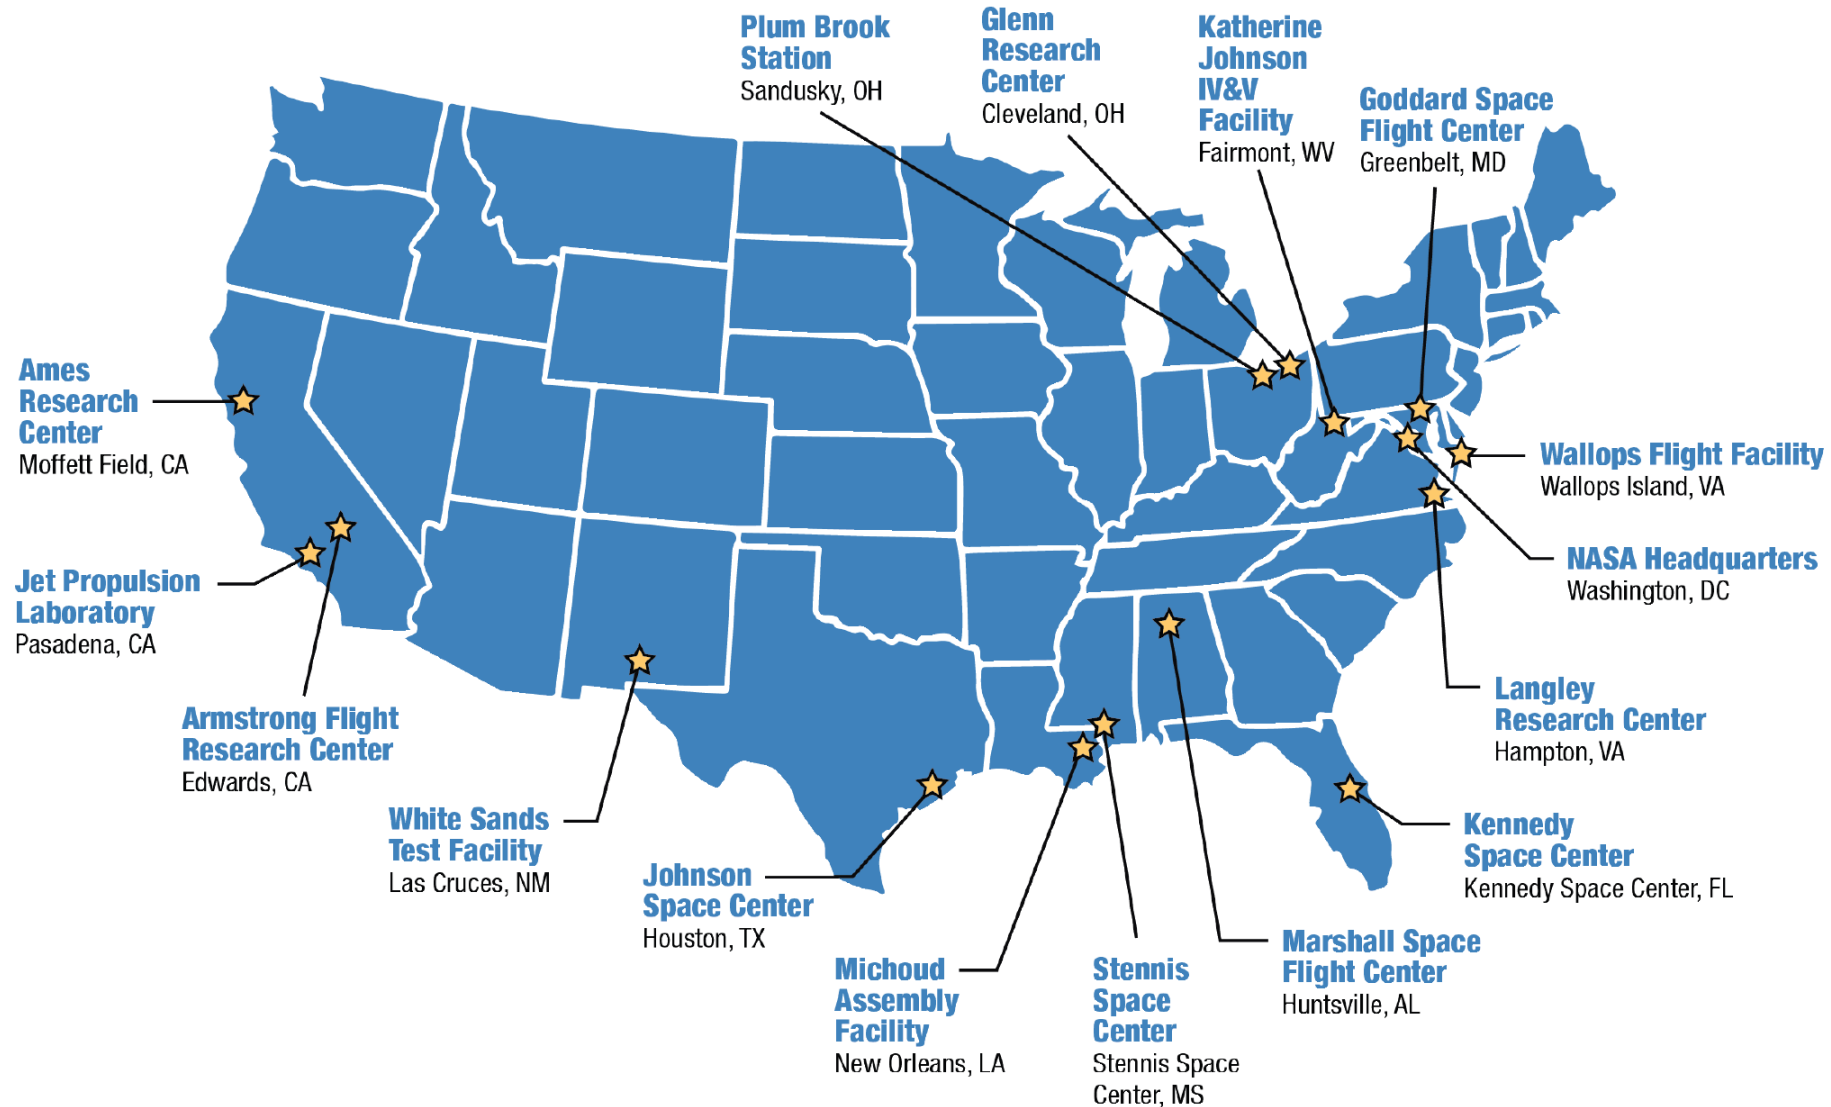 Plum Brook
Station
Sandusky, OH
Glenn
Research
Center
Cleveland, OH
Katherine
Johnson
IV&V
Facility
Fairmont, WV
Goddard Space
Flight Center
Greenbelt, MD
Ames
Research
Center
Moffett Field, CA
Wallops Flight Facility
Wallops Island, VA
Jet Propulsion
Laboratory
Pasadena, CA
NASA Headquarters
Washington, DC
Armstrong Flight
Research Center
Edwards, CA
Langley
Research Center
Hampton, VA
White Sands
Test Facility
Las Cruces, NM
Johnson
Space Center
Houston, TX
Kennedy
Space Center
Kennedy Space Center, FL
Michoud
Assembly
Facility
New Orleans, LA
Stennis
Space
Center
Stennis Space
Center, MS
Marshall Space
Flight Center
Huntsville, AL